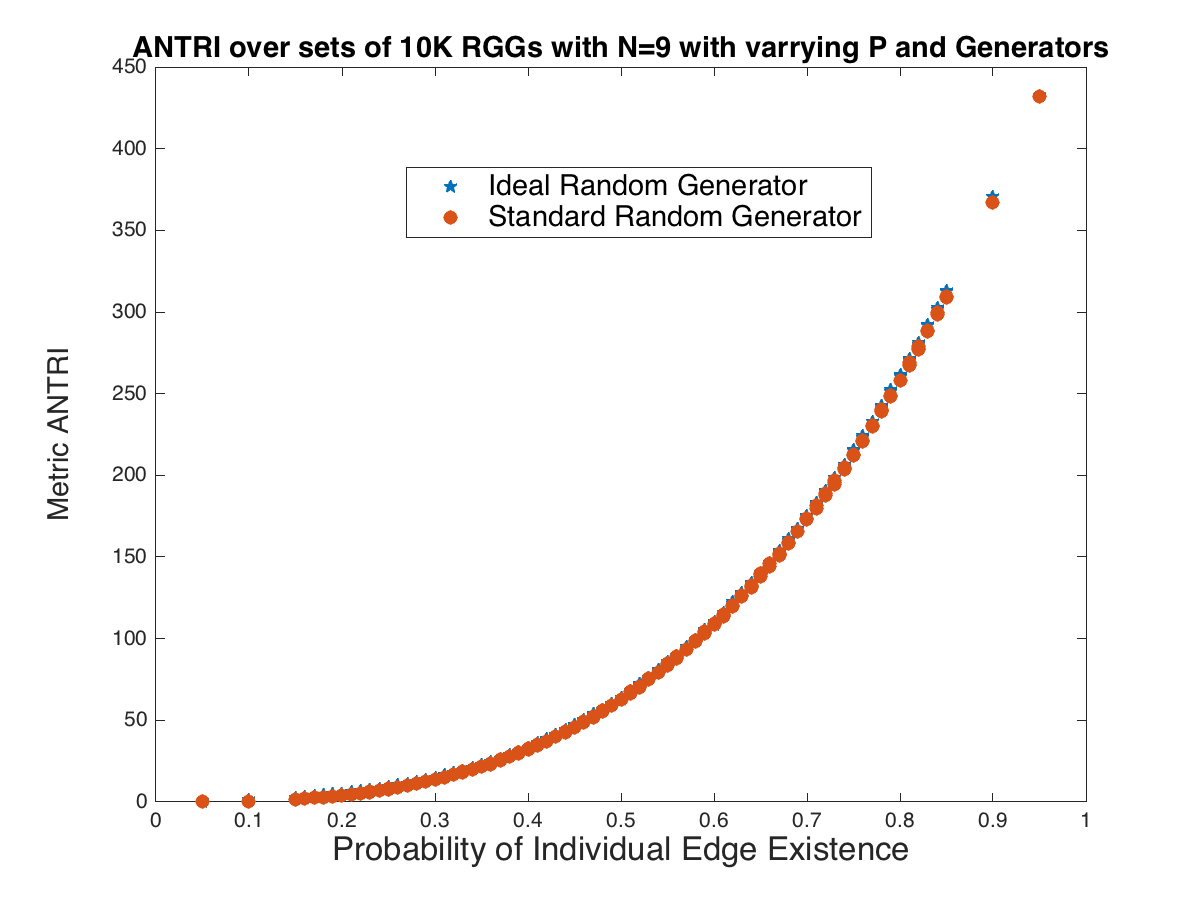 ANTRI over sets of 10K RGGs with N=9 with varrying P and Generators
450
400
350
300
250
200
150
100
50
0
Metric ANTRI
Ideal Random Generator
Standard Random Generator
0 0.1 0.2 0.3 0.4 0.5 0.6 0.7 0.8 0.9 1
Probability of Individual Edge Existence